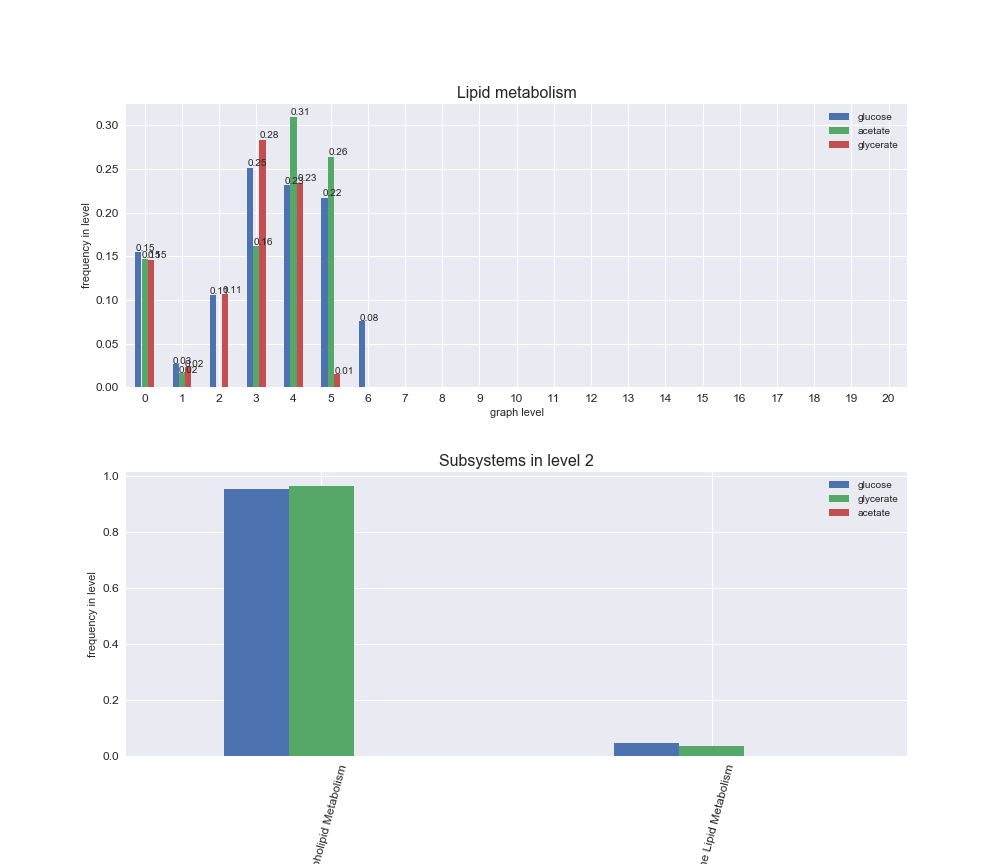 Lipid metabolism
glucose
acetate
glycerate
frequency in level
0.30
0.25
0.20
0.15
0.10
0.05
0.00
0.15
0.15
0.15
0.03
0.02
0.02
0.11
0.11
0.25
0.16
0.28
0.23
0.31
0.23
0.22
0.26
0.01
0.08
0 1 2 3 4 5 6 7 8 9 10 11 12 13 14 15 16 17 18 19 20
graph level
Subsystems in level 2
glucose
glycerate
acetate
frequency in level
1.0
0.8
0.6
0.4
0.2
0.0
Metabolism
Lipid Metabolism